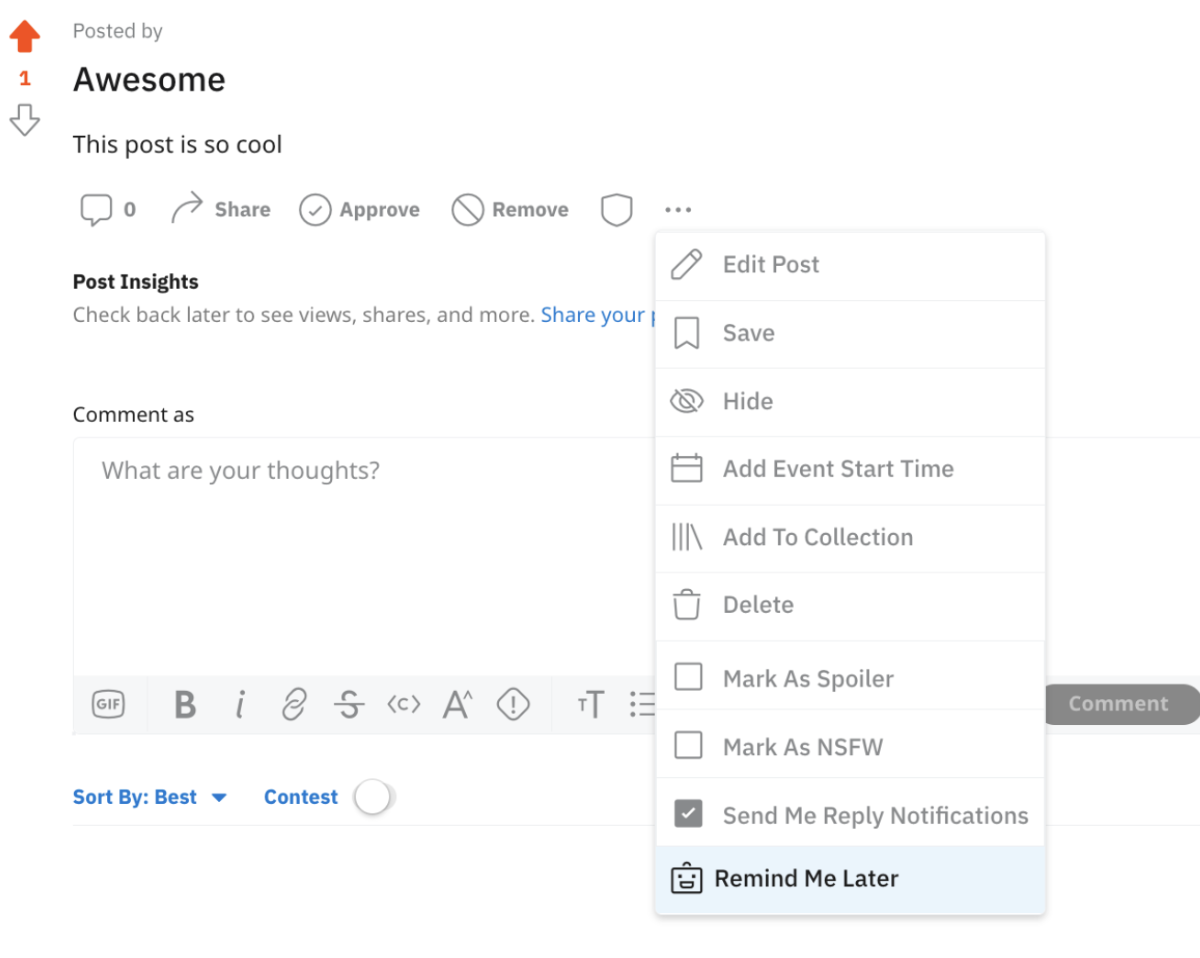 Posted by
1
Awesome
This post is so cool
0 Share Approve Remove
Post Insights
Check back later to see views, shares, and more. Share your
Edit Post
Save
Hide
Add Event Start Time
Add To Collection
Delete
Mark As Spoiler
Mark As NSFW
Send Me Reply Notifications
Remind Me Later
Comment as
What are your thoughts?
GIF B i S <c> A^ TT
Comment
Sort By: Best Contest